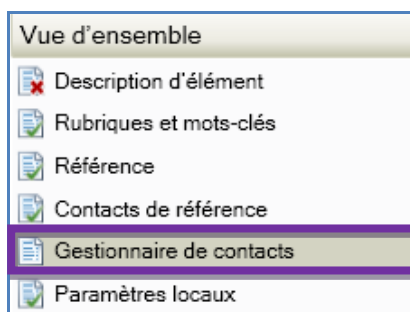 Vue d'ensemble
Description d'élément
Rubriques et mots-clés
Référence
Contacts de référence
Gestionnaire de contacts
Paramètres locaux